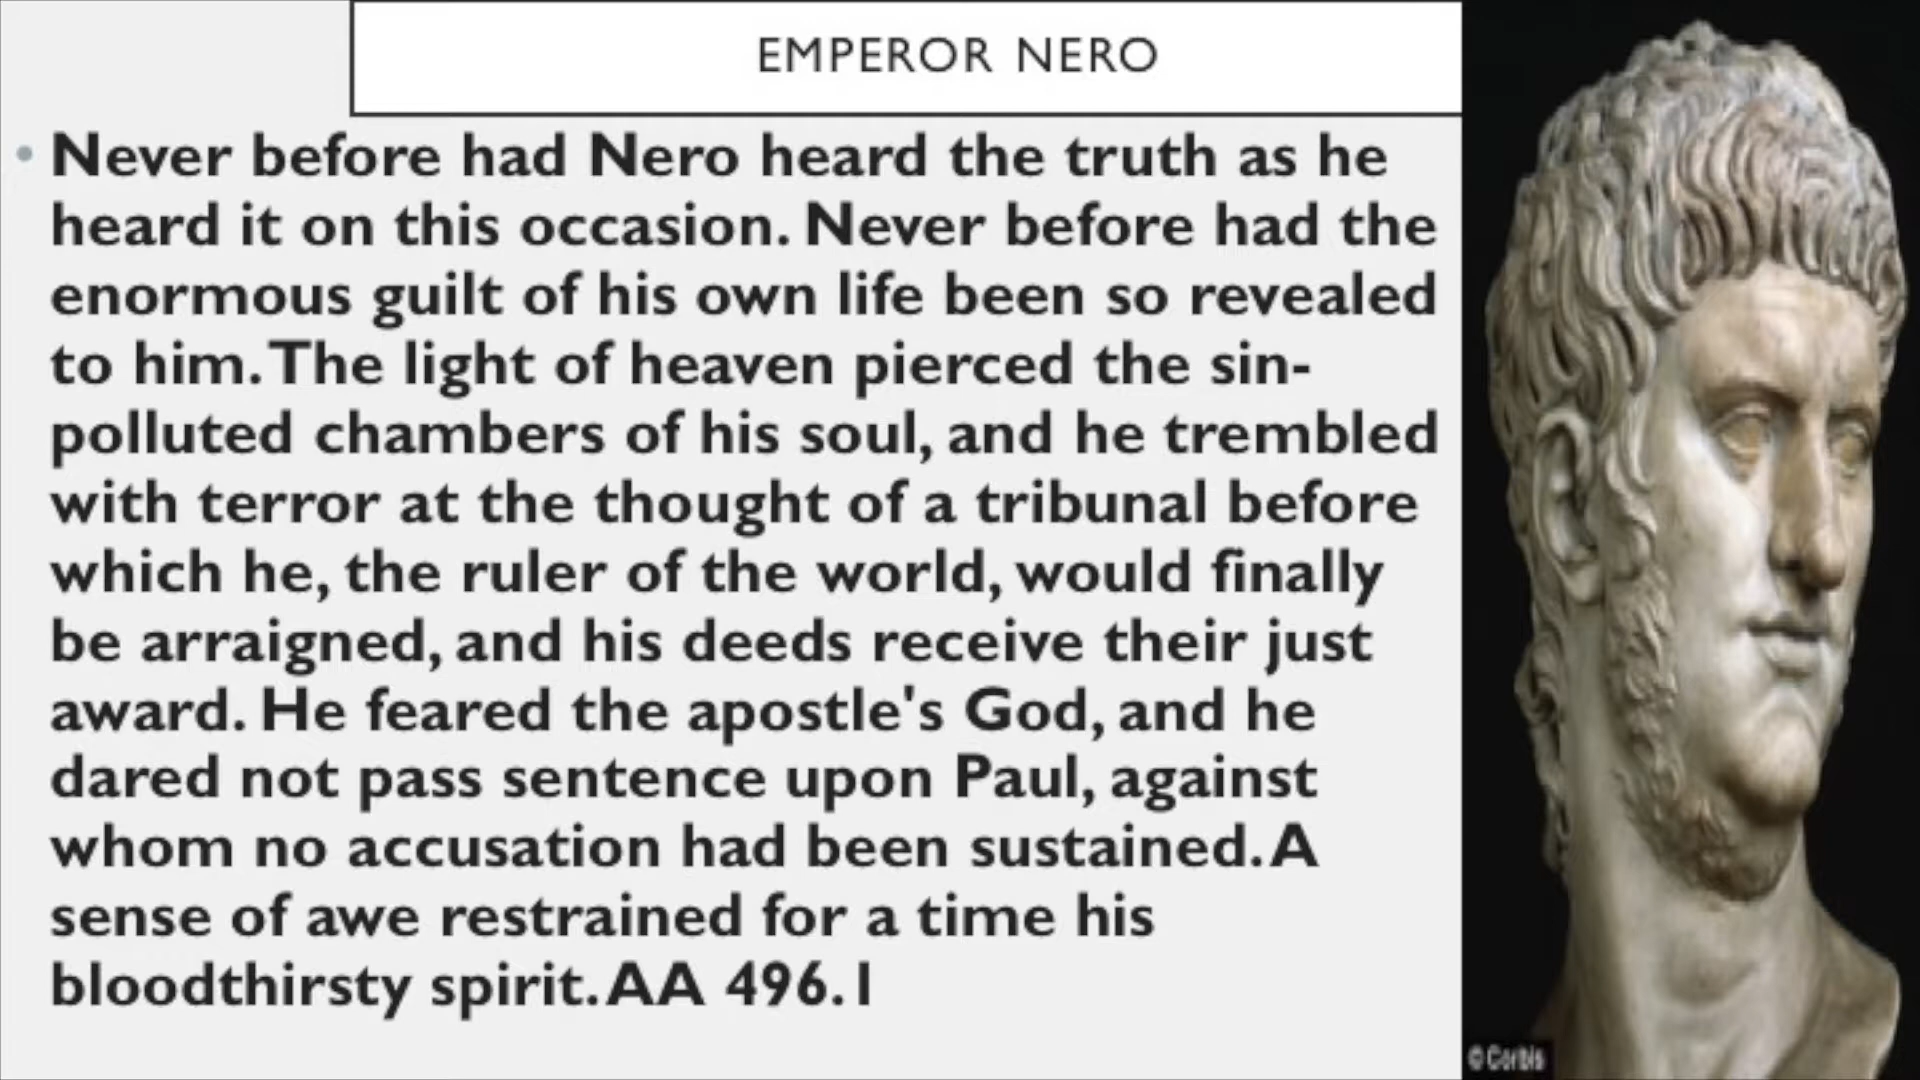 EMPEROR NERO
• Never before had Nero heard the truth as he
heard it on this occasion. Never before had the
enormous guilt of his own life been so revealed
to him. The light of heaven pierced the sin-
polluted chambers of his soul, and he trembled
with terror at the thought of a tribunal before
which he, the ruler of the world, would finally
be arraigned, and his deeds receive their just
award. He feared the apostle's God, and he
dared not pass sentence upon Paul, against
whom no accusation had been sustained. A
sense of awe restrained for a time his
bloodthirsty spirit. AA 496.1
© Corbis